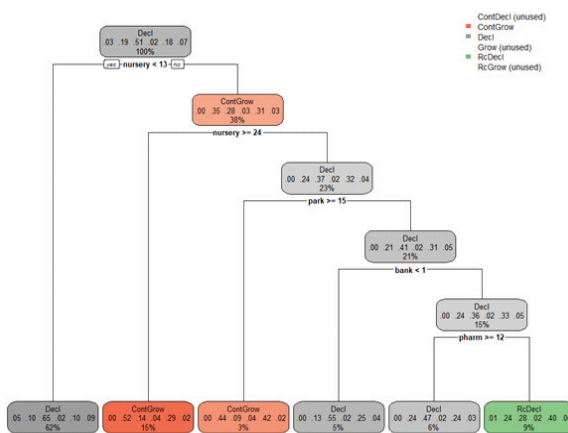 ContDecl (unused)
ContGrow
Decl
Grow (unused)
RcDecl
RcGrow (unused)
Decl
.03 .19 .51 .02 .18 .07
100%
yes nursery < 13 no
ContGrow
.00 .35 .28 .03 .31 .03
38%
nursery >= 24
Decl
.00 .24 .37 .02 .32 .04
23%
park >= 15
Decl
.00 .21 .41 .02 .31 .05
21%
bank < 1
Decl
.00 .24 .36 .02 .33 .05
15%
pharm >= 12
Decl
.05 .10 .65 .02 .10 .09
62%
ContGrow
.00 .52 .14 .04 .29 .02
15%
ContGrow
.00 .44 .09 .04 .42 .02
3%
Decl
.00 .13 .55 .02 .25 .04
5%
Decl
.00 .24 .47 .02 .24 .03
6%
RcDecl
.01 .24 .28 .02 .40
9%